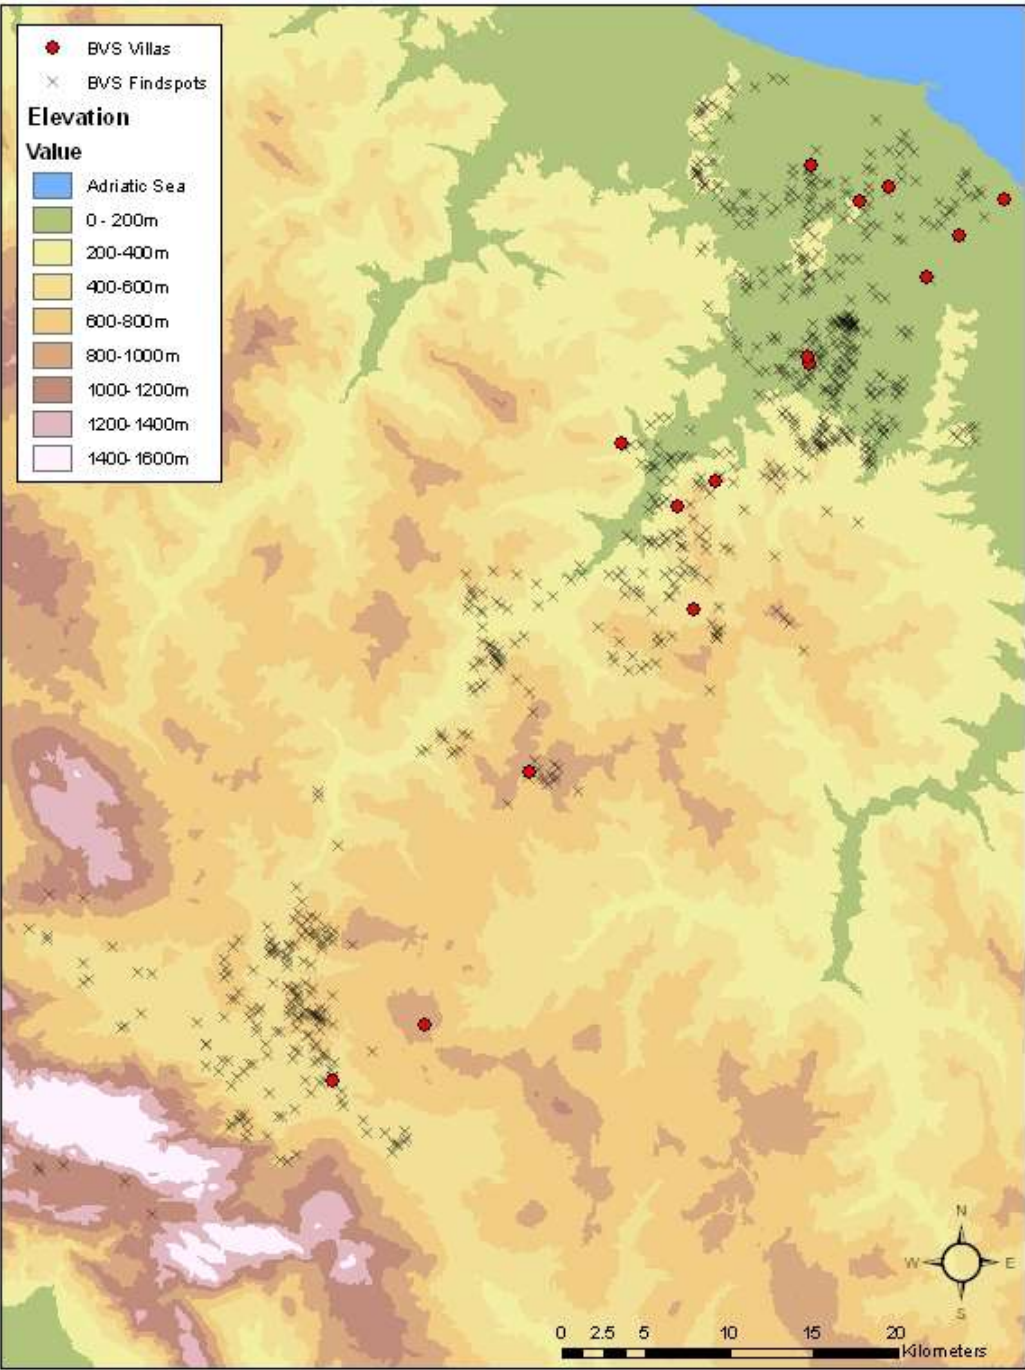 BVS Villas
BVS Findspots
Elevation
Value
Adriatic Sea
0 - 200m
200-400m
400-600m
600-800m
800-1000m
1000-1200m
1200-1400m
1400-1600m
N
W E
S
0 2.5 5 10 15 20
Kilometers